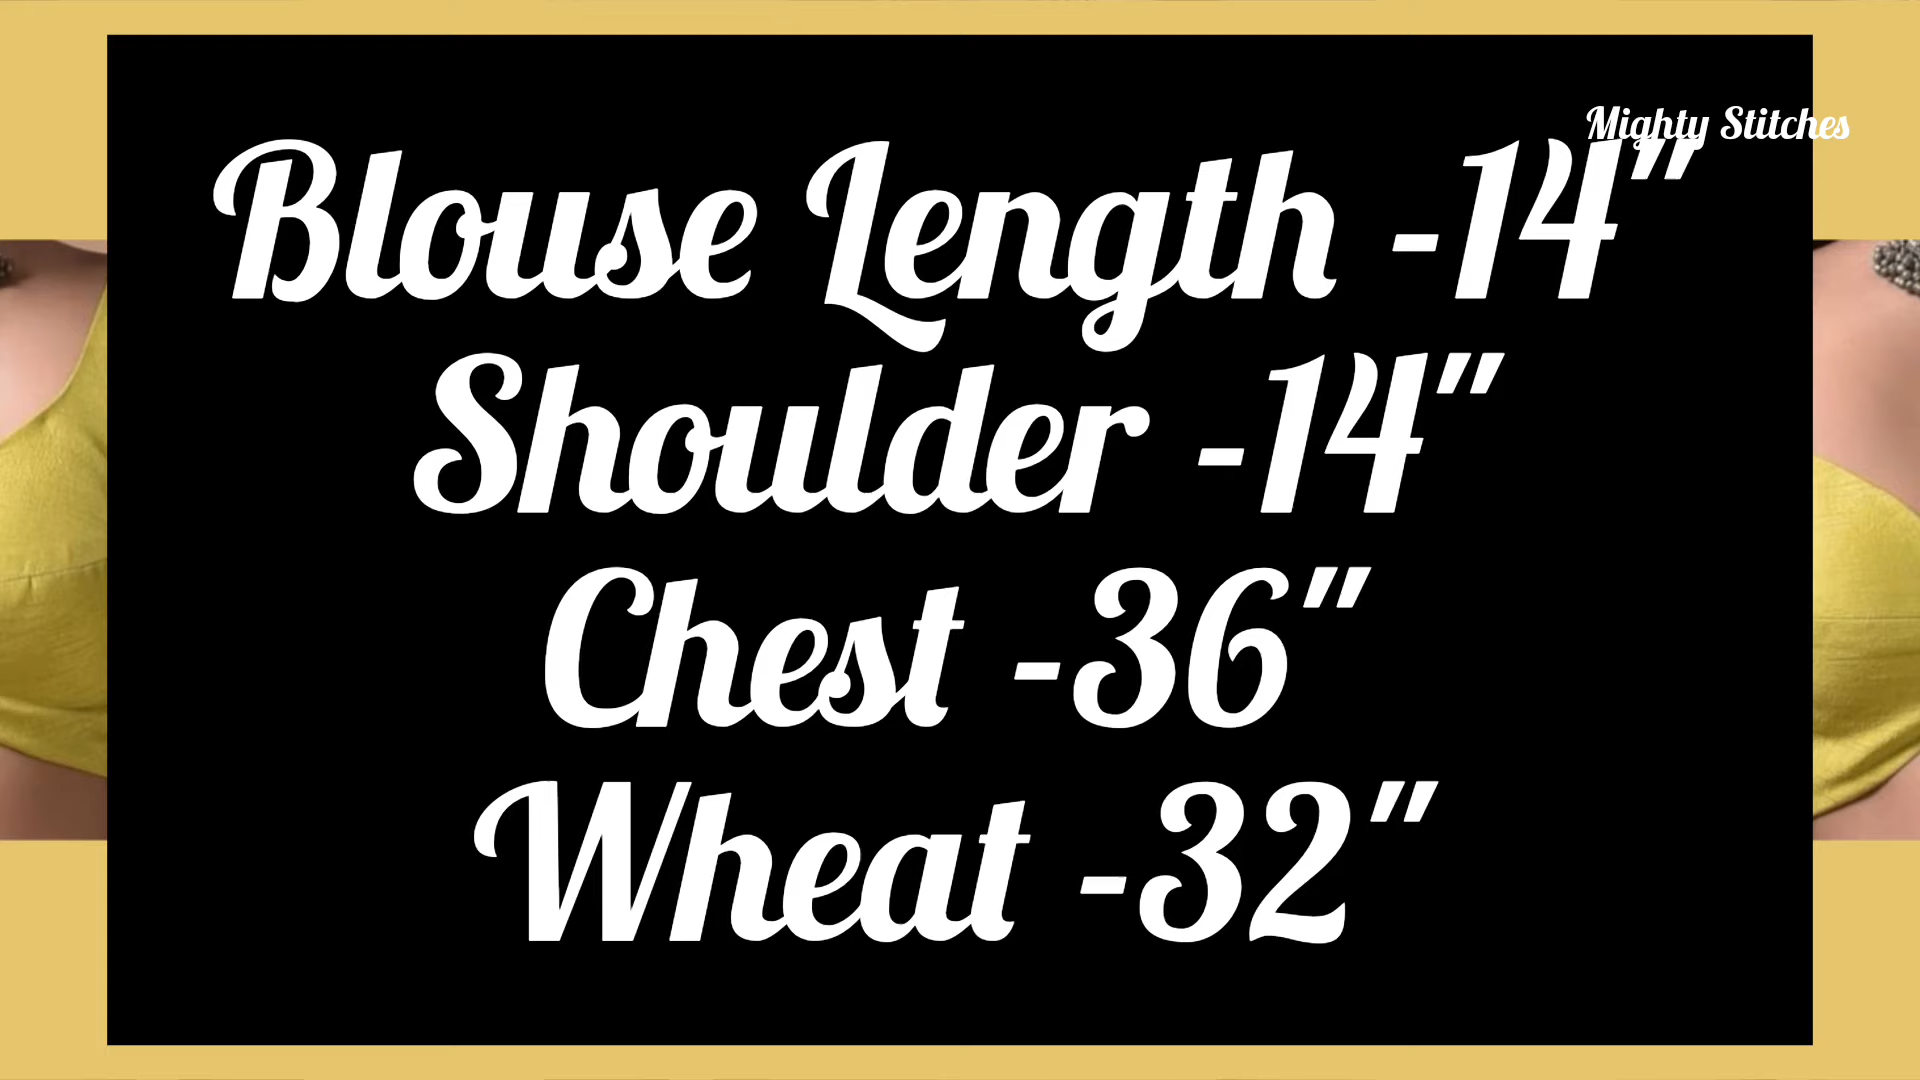 Mighty Stitches
Blouse Length -14"
Shoulder -14"
Chest -36"
Wheat -32"